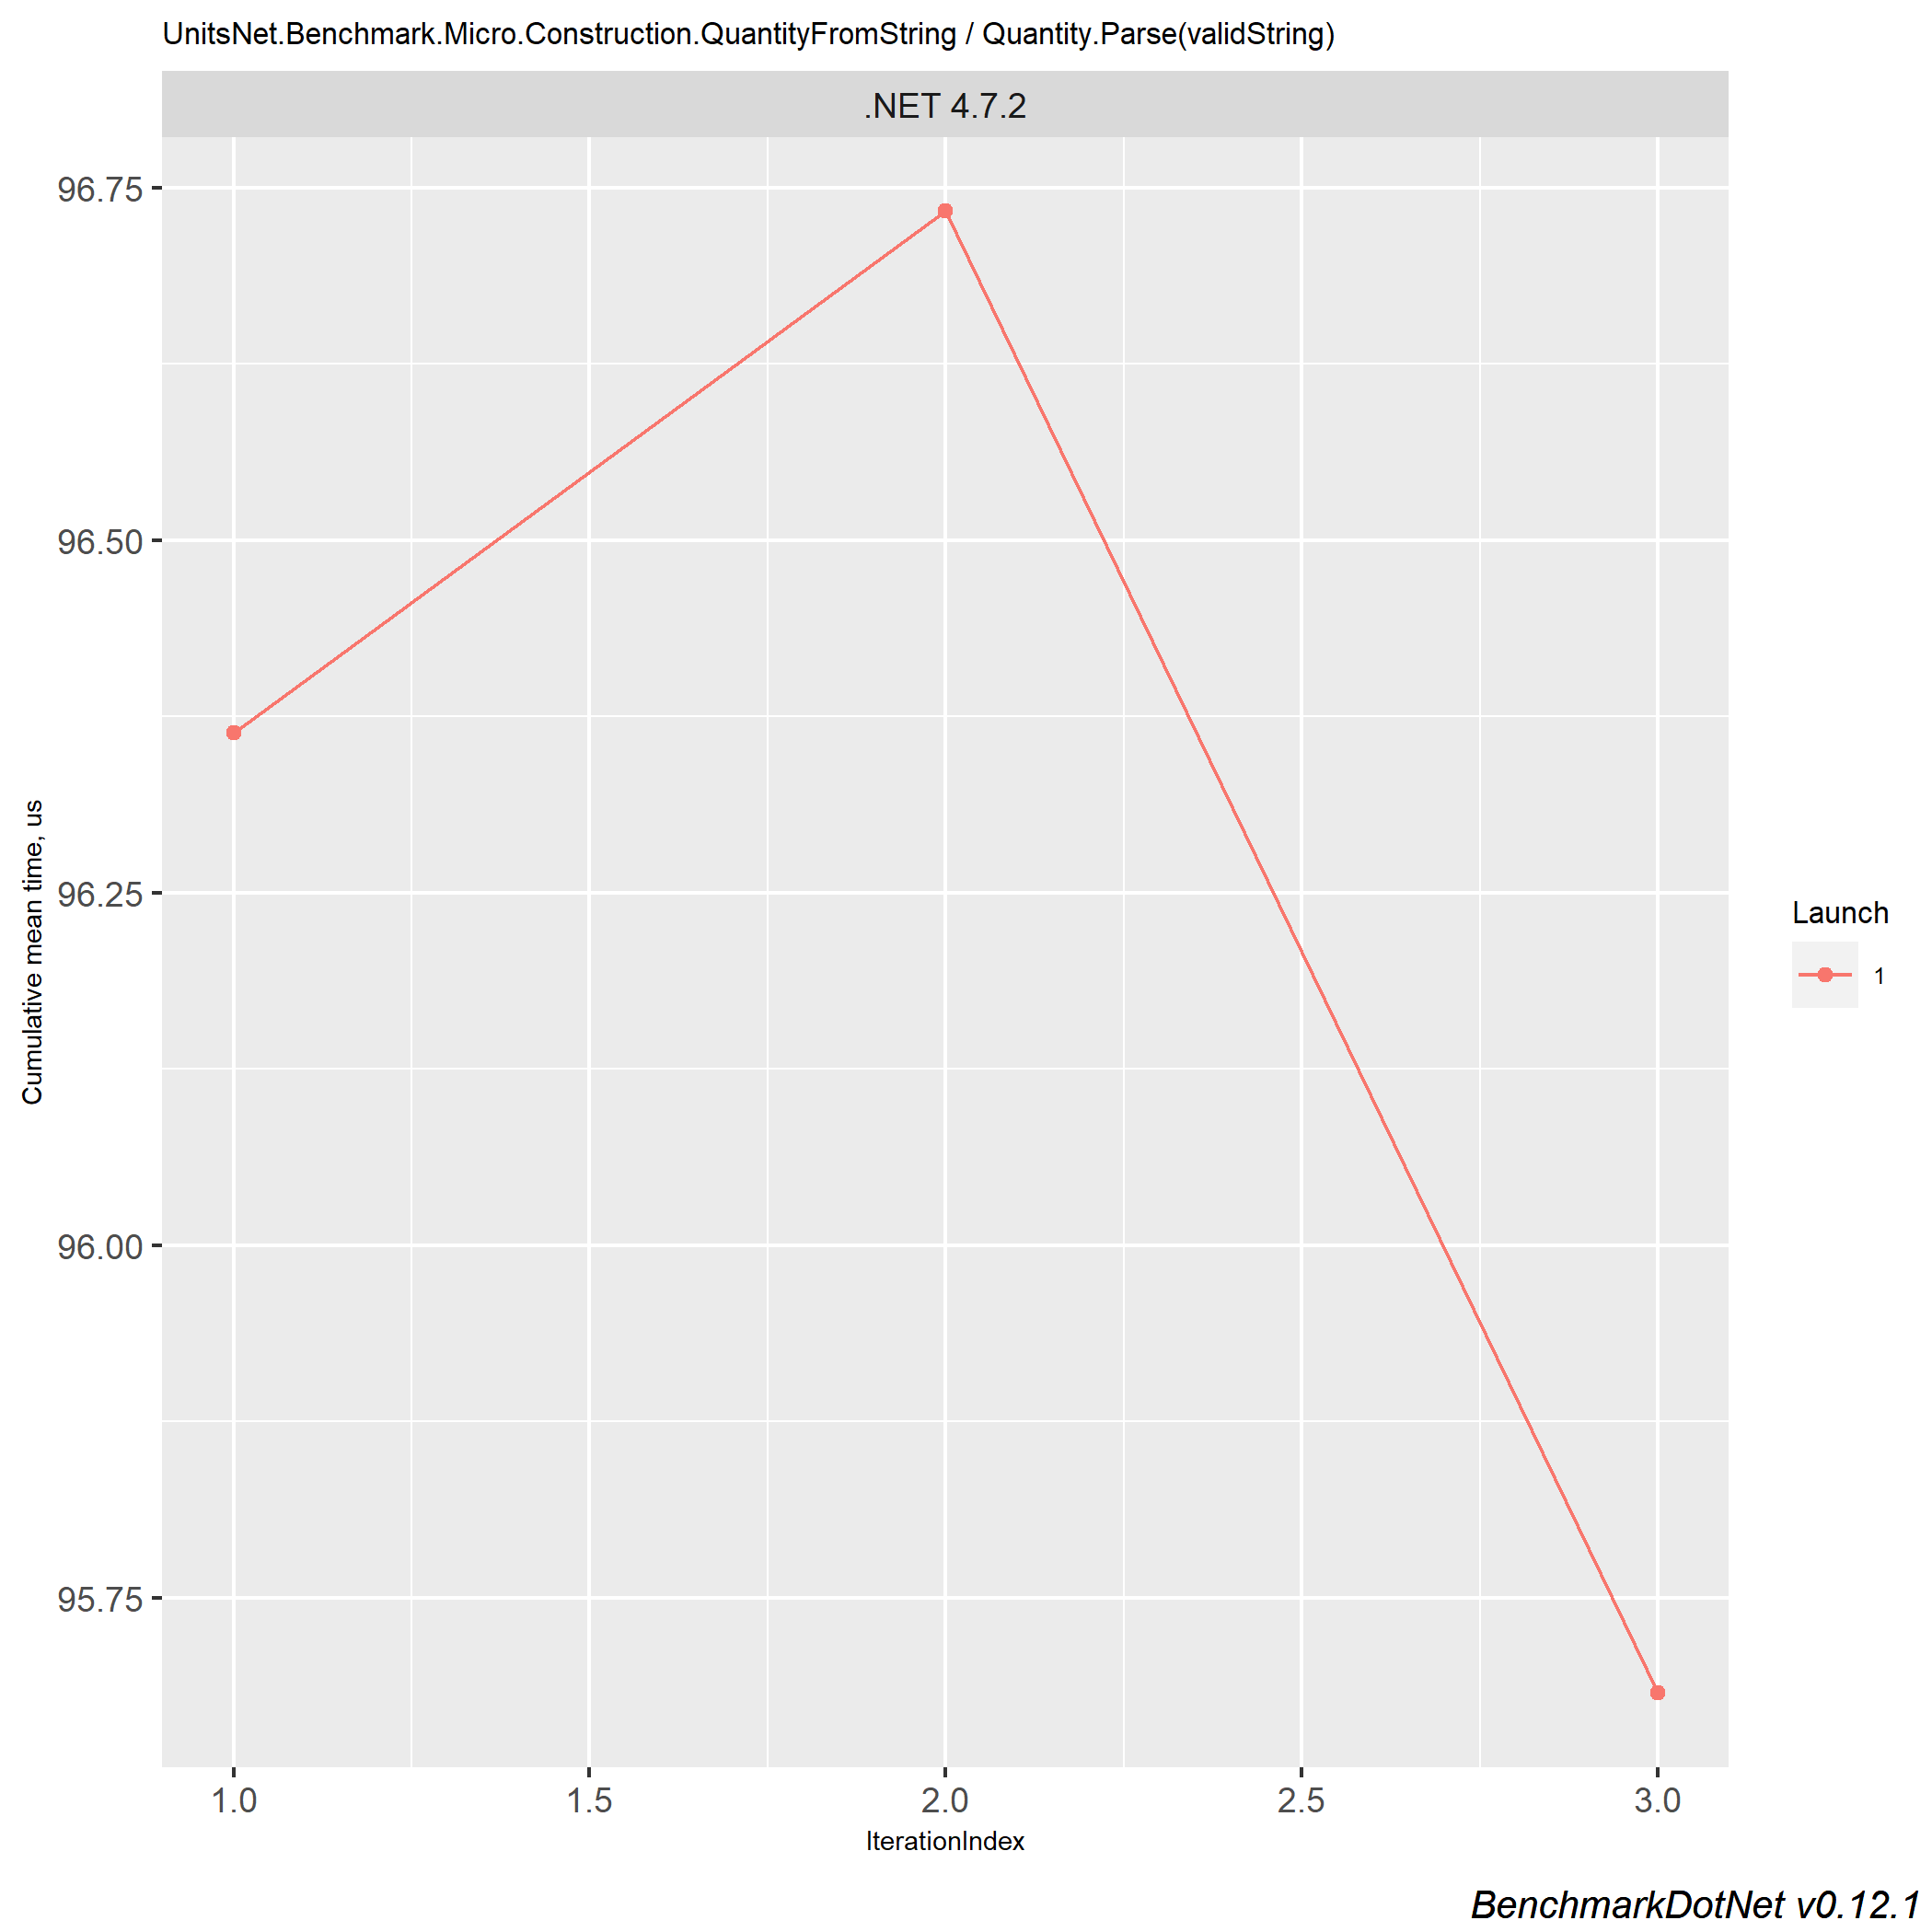 UnitsNet.Benchmark.Micro.Construction.QuantityFromString / Quantity.Parse(validString)
.NET 4.7.2
96.75
96.50
96.25
96.00
95.75
Cumulative mean time, us
1.0 1.5 2.0 2.5 3.0
IterationIndex
Launch
1
BenchmarkDotNet v0.12.1